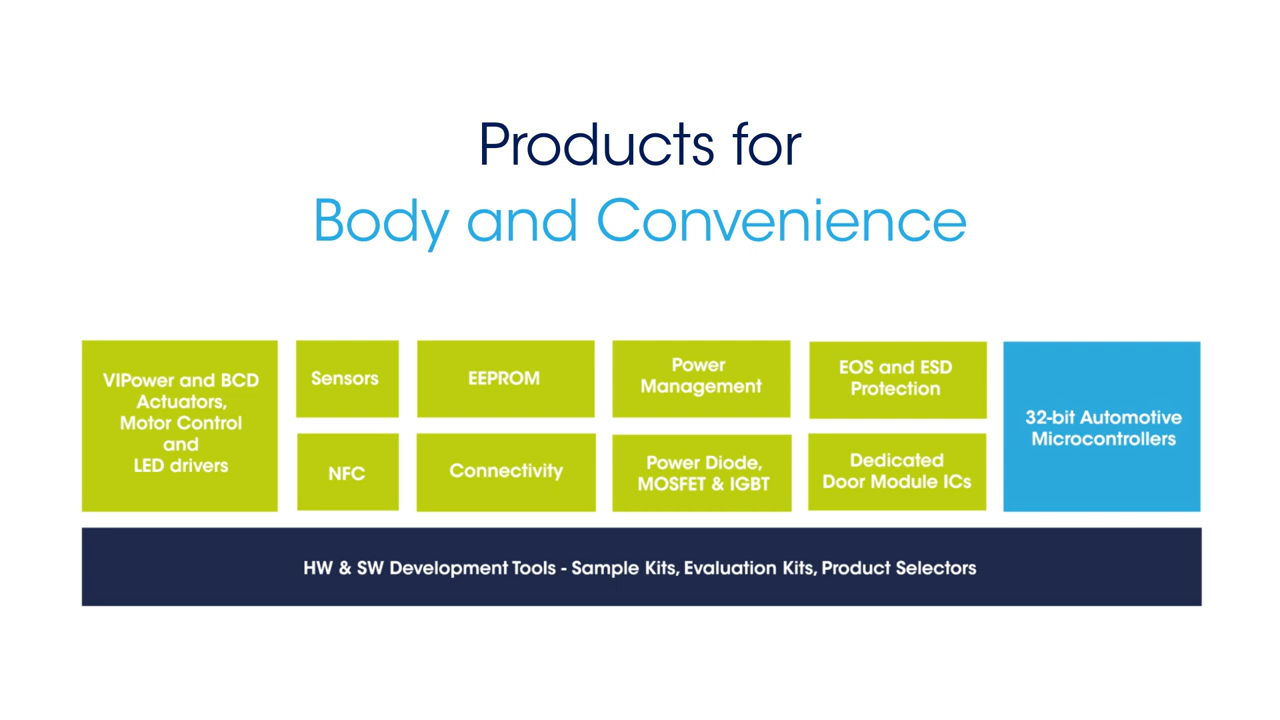 Products for
Body and Convenience
VIPower and BCD
Actuators,
Motor Control
and
LED drivers
Sensors
EEPROM
Power
Management
EOS and ESD
Protection
32-bit Automotive
Microcontrollers
NFC
Connectivity
Power Diode,
MOSFET & IGBT
Dedicated
Door Module ICs
HW & SW Development Tools - Sample Kits, Evaluation Kits, Product Selectors